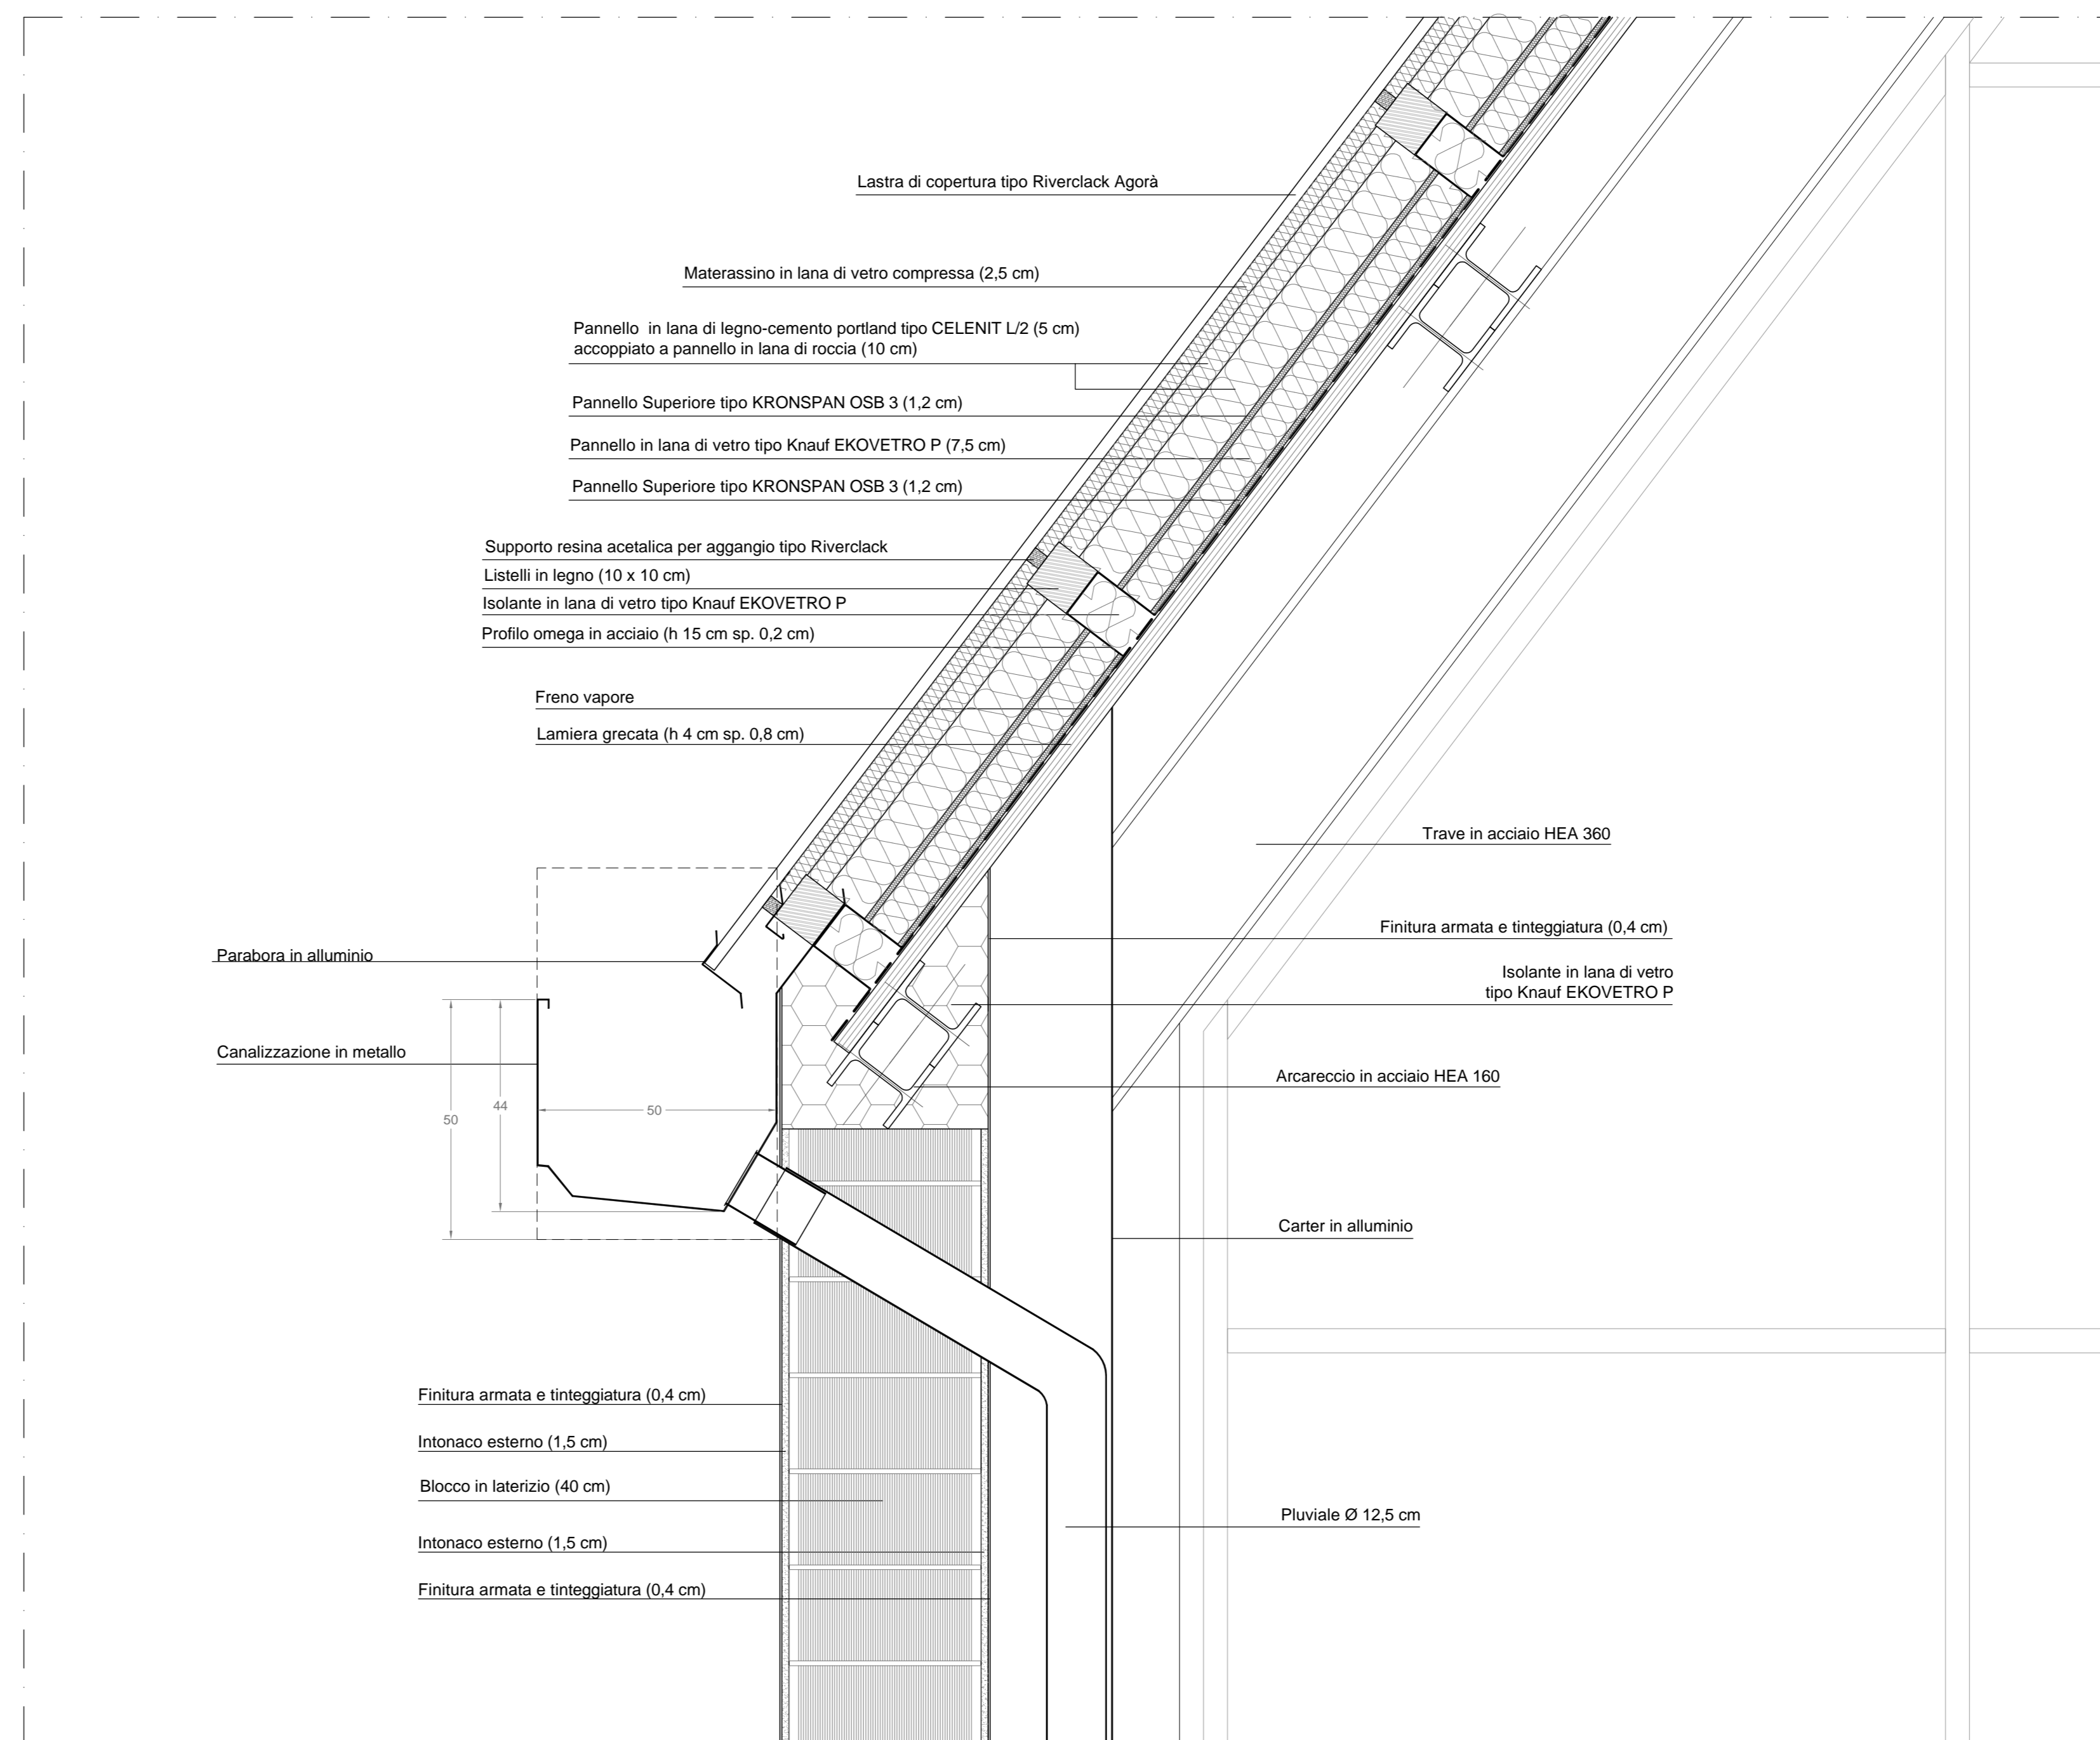 Lastra di copertura tipo Riverclack Agorà
Materassino in lana di vetro compressa (2,5 cm)
Pannello in lana di legno-cemento portland tipo CELENIT L/2 (5 cm)
accoppiato a pannello in lana di roccia (10 cm)
Pannello Superiore tipo KRONSPAN OSB 3 (1,2 cm)
Pannello in lana di vetro tipo Knauf EKOVETRO P (7,5 cm)
Pannello Superiore tipo KRONSPAN OSB 3 (1,2 cm)
Supporto resina acetalica per aggangio tipo Riverclack
Listelli in legno (10 x 10 cm)
Isolante in lana di vetro tipo Knauf EKOVETRO P
Profilo omega in acciaio (h 15 cm sp. 0,2 cm)
Freno vapore
Lamiera grecata (h 4 cm sp. 0,8 cm)
Trave in acciaio HEA 360
Finitura armata e tinteggiatura (0,4 cm)
Parabora in alluminio
Isolante in lana di vetro
tipo Knauf EKOVETRO P
Canalizzazione in metallo
Arcareccio in acciaio HEA 160
50
44
50
Carter in alluminio
Finitura armata e tinteggiatura (0,4 cm)
Intonaco esterno (1,5 cm)
Blocco in laterizio (40 cm)
Pluviale Ø 12,5 cm
Intonaco esterno (1,5 cm)
Finitura armata e tinteggiatura (0,4 cm)